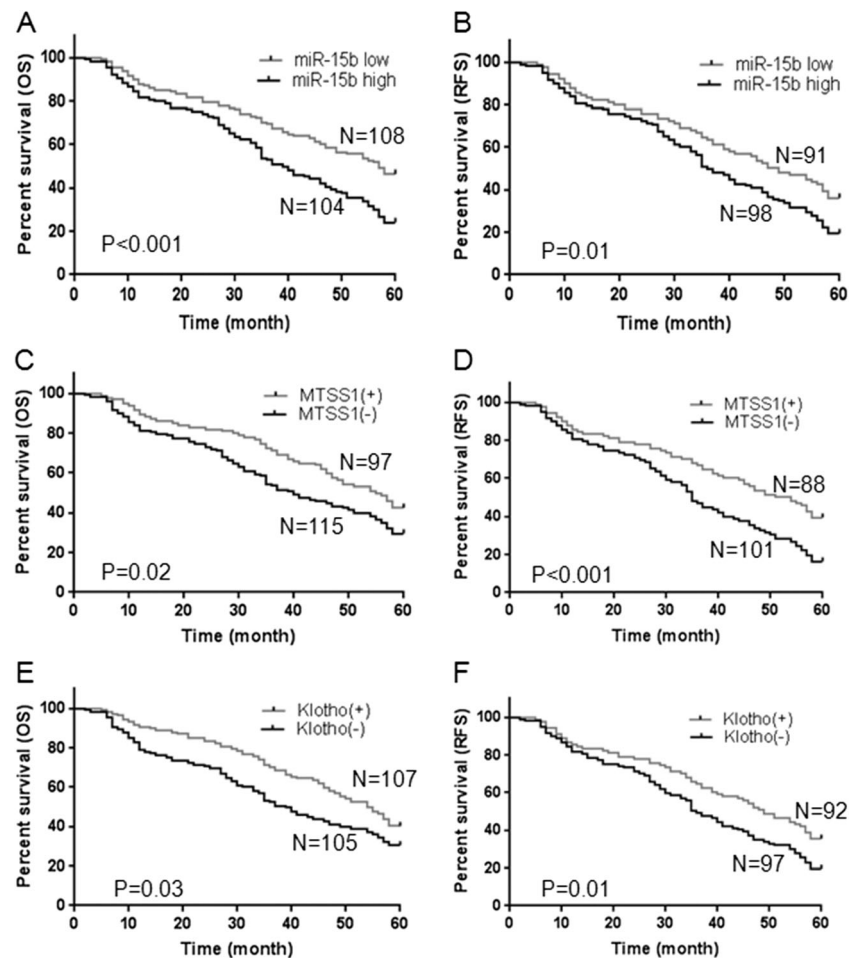 A
Percent survival (OS)
100
80
60
40
20
0
miR-15b low
miR-15b high
N=108
N=104
P<0.001
0 10 20 30 40 50 60
Time (month)
B
Percent survival (RFS)
100
80
60
40
20
0
miR-15b low
miR-15b high
N=91
N=98
P=0.01
0 10 20 30 40 50 60
Time (month)
C
Percent survival (OS)
100
80
60
40
20
0
MTSS1(+)
MTSS1(-)
N=97
N=115
P=0.02
0 10 20 30 40 50 60
Time (month)
D
Percent survival (RFS)
100
80
60
40
20
0
MTSS1(+)
MTSS1(-)
N=88
N=101
P<0.001
0 10 20 30 40 50 60
Time (month)
E
Percent survival (OS)
100
80
60
40
20
0
Klotho(+)
Klotho(-)
N=107
N=105
P=0.03
0 10 20 30 40 50 60
Time (month)
F
Percent survival (RFS)
100
80
60
40
20
0
Klotho(+)
Klotho(-)
N=92
N=97
P=0.01
0 10 20 30 40 50 60
Time (month)